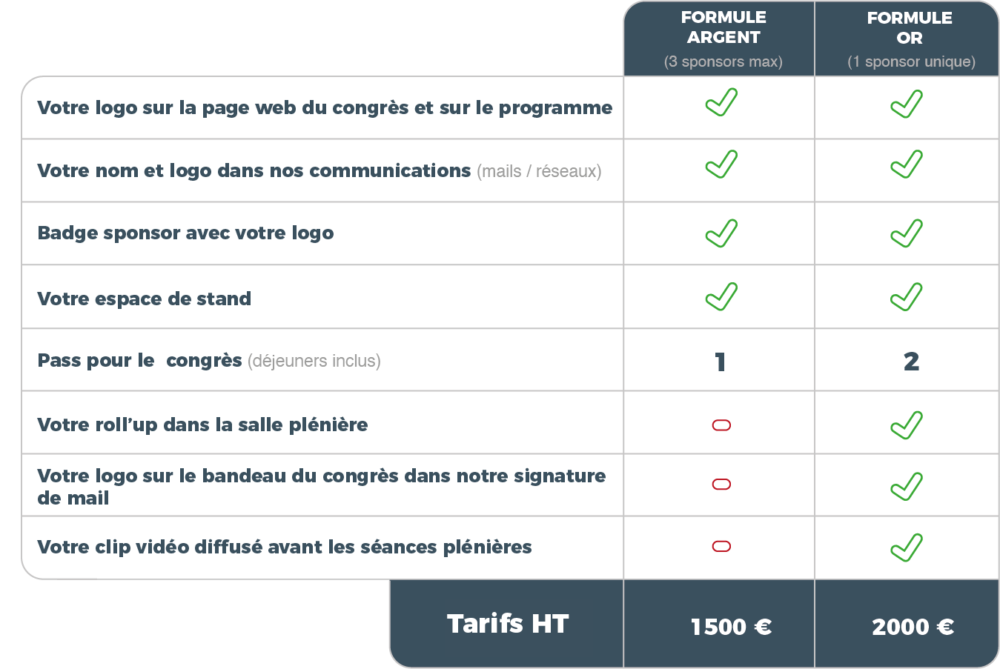 FORMULE
ARGENT
(3 sponsors max)
FORMULE
OR
(1 sponsor unique)
Votre logo sur la page web du congrès et sur le programme
Votre nom et logo dans nos communications (mails / réseaux)
Badge sponsor avec votre logo
Votre espace de stand
Pass pour le congrès (déjeuners inclus) 1 2
Votre roll’up dans la salle plénière
Votre logo sur le bandeau du congrès dans notre signature
de mail
Votre clip vidéo diffusé avant les séances plénières
Tarifs HT 1500 € 2000 €